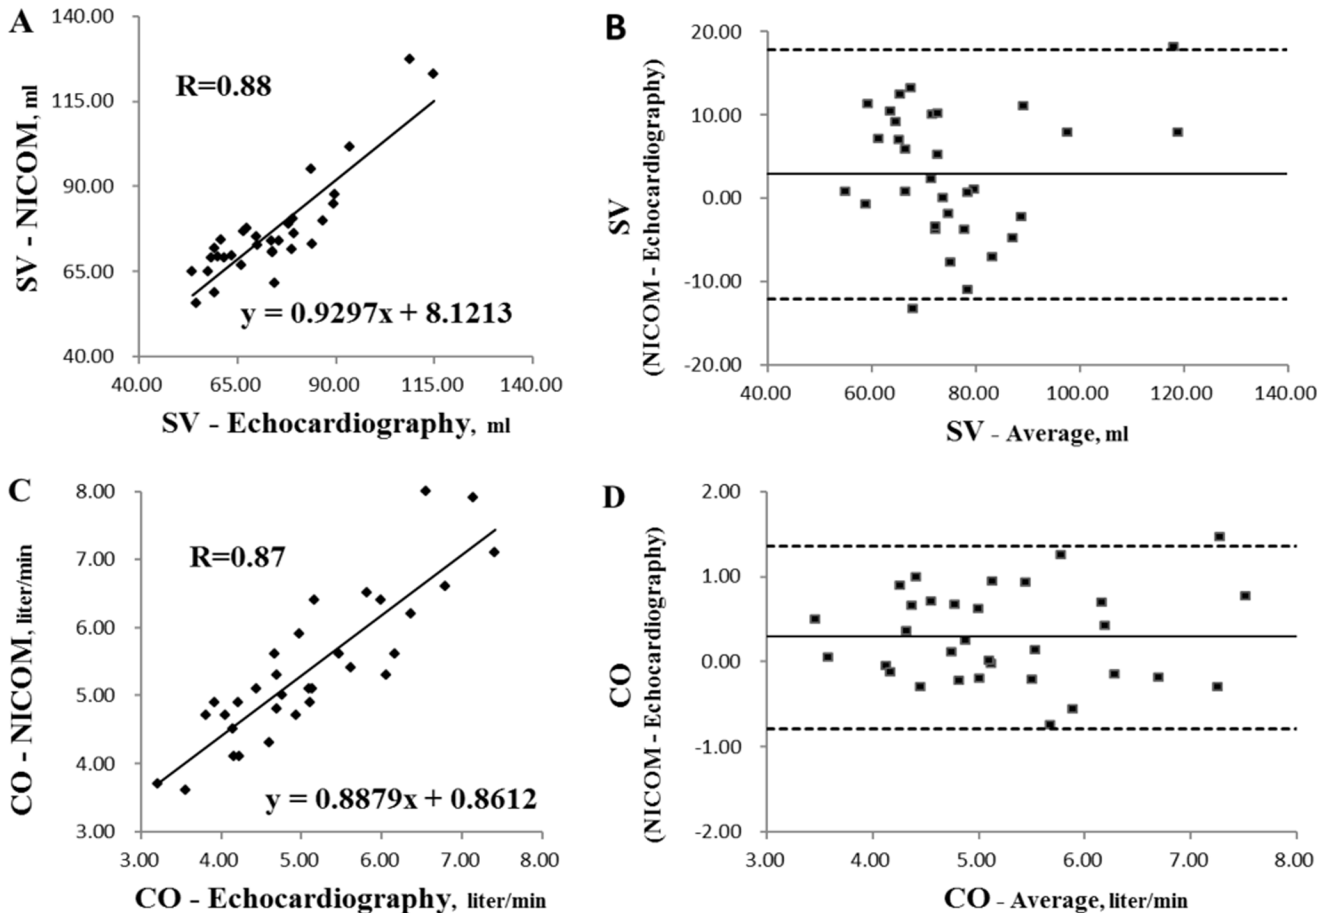 A
SV - NICOM, ml
140.00
115.00
90.00
65.00
40.00
R=0.88
y = 0.9297x + 8.1213
40.00 65.00 90.00 115.00 140.00
SV - Echocardiography, ml
B
SV
(NICOM - Echocardiography)
20.00
10.00
0.00
-10.00
-20.00
40.00 60.00 80.00 100.00 120.00 140.00
SV - Average, ml
C
CO - NICOM, liter/min
8.00
7.00
6.00
5.00
4.00
3.00
R=0.87
y = 0.8879x + 0.8612
3.00 4.00 5.00 6.00 7.00 8.00
CO - Echocardiography, liter/min
D
CO
(NICOM - Echocardiography)
2.00
1.00
0.00
-1.00
-2.00
3.00 4.00 5.00 6.00 7.00 8.00
CO - Average, liter/min